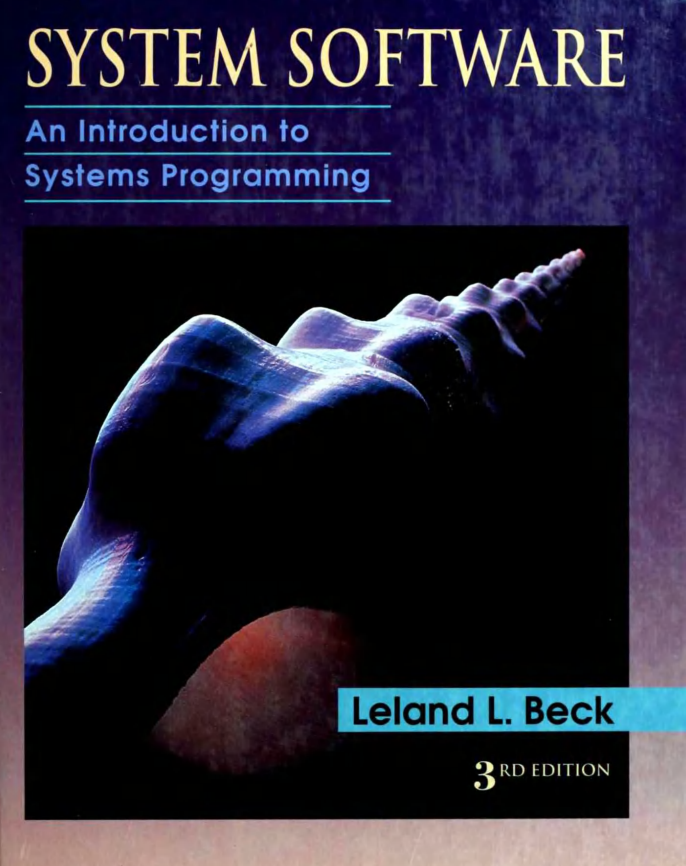 SYSTEM SOFTWARE
An Introduction to
Systems Programming
Leland L. Beck
3RD EDITION